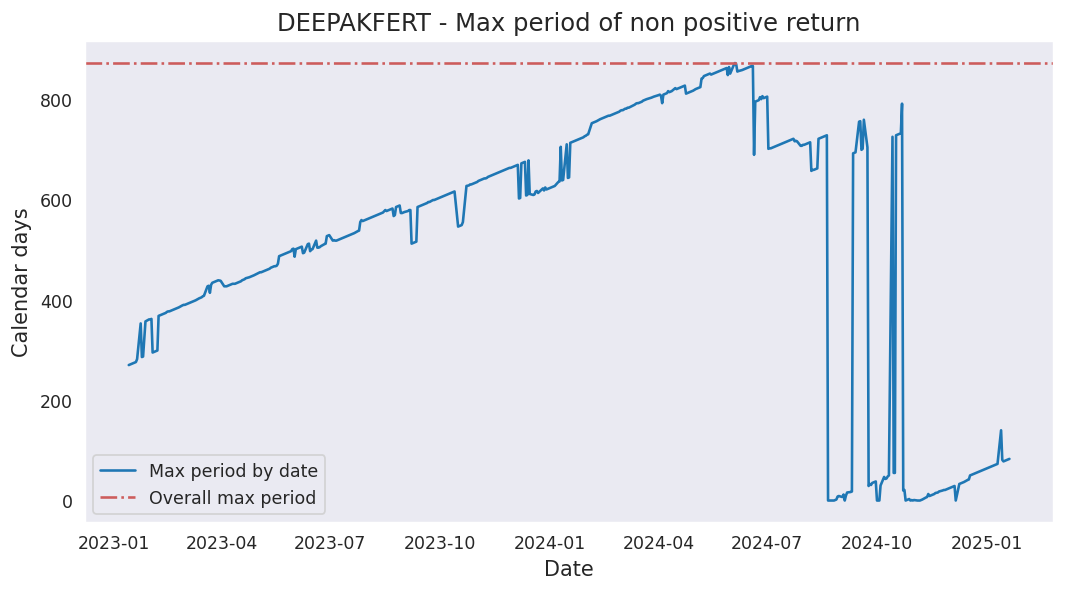 DEEPAKFERT - Max period of non positive return
Calendar days
800
600
400
200
0
Max period by date
Overall max period
2023-01
2023-04
2023-07
2023-10
2024-01
2024-04
2024-07
2024-10
2025-01
Date